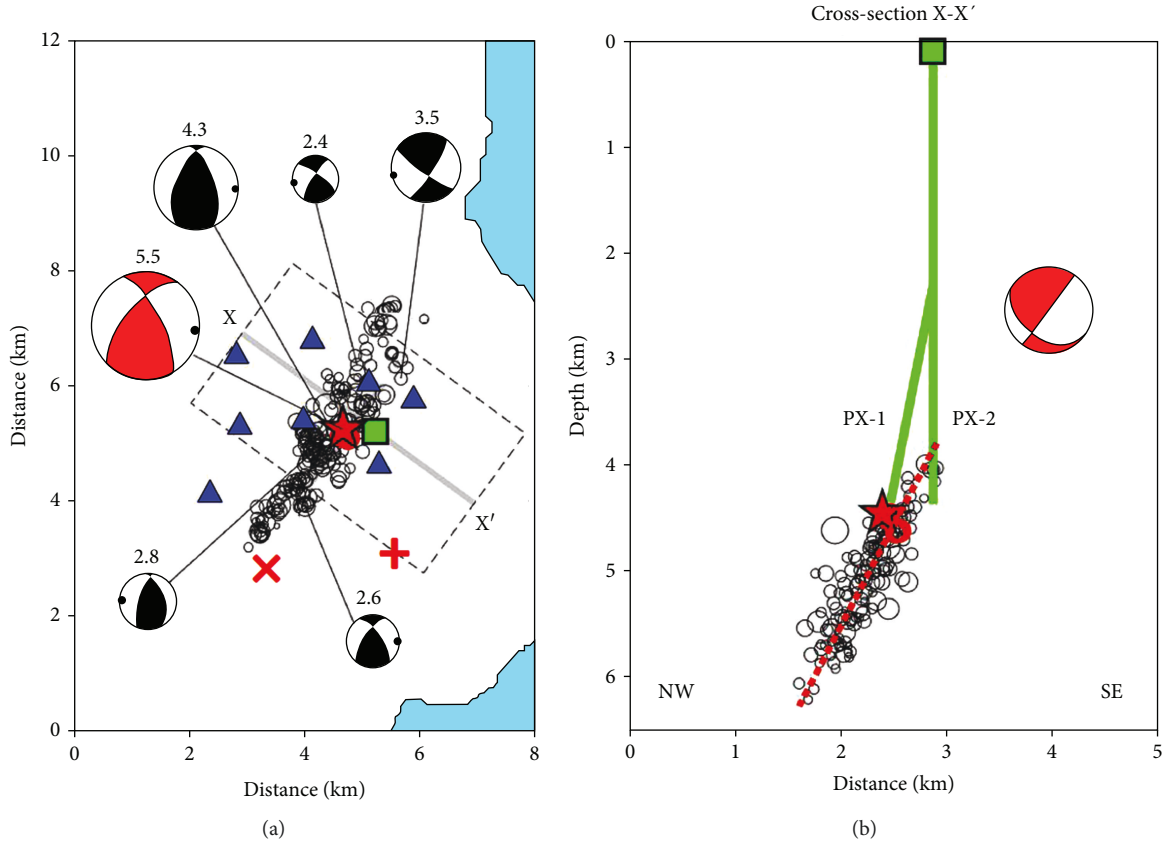 12
10
8
6
4
2
0
Distance (km)
0
2
4
6
8
Distance (km)
4.3
2.4
3.5
5.5
X
X′
2.8
2.6
(a)
Cross-section X-X′
0
1
2
3
4
5
6
Depth (km)
PX-1
PX-2
NW
SE
0
1
2
3
4
5
Distance (km)
(b)